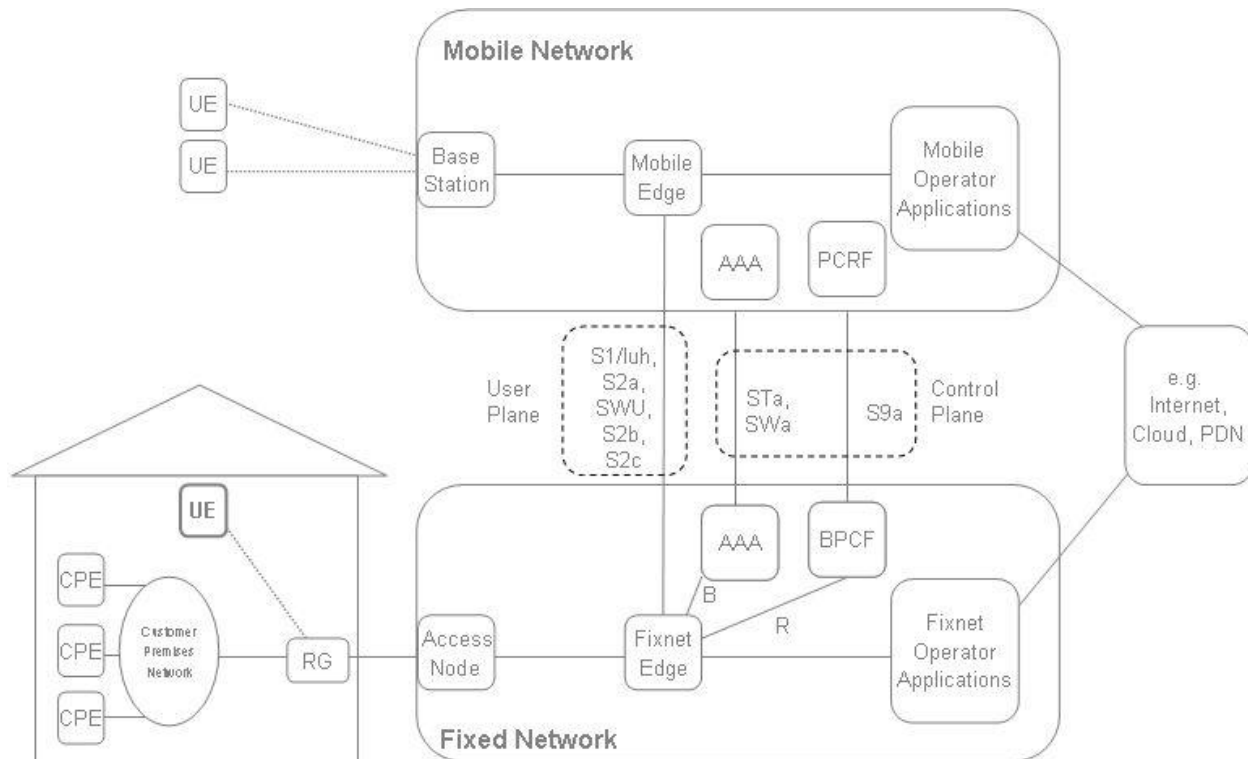 Mobile Network
UE
UE
Base
Station
Mobile
Edge
Mobile
Operator
Applications
AAA
PCRF
User
Plane
S1/Iuh,
S2a,
SWU,
S2b,
S2c
STa,
SWa
S9a
Control
Plane
e.g.
Internet,
Cloud, PDN
UE
CPE
CPE
CPE
Customer
Premises
Network
RG
Access
Node
Fixnet
Edge
AAA
BPCF
B
R
Fixnet
Operator
Applications
Fixed Network